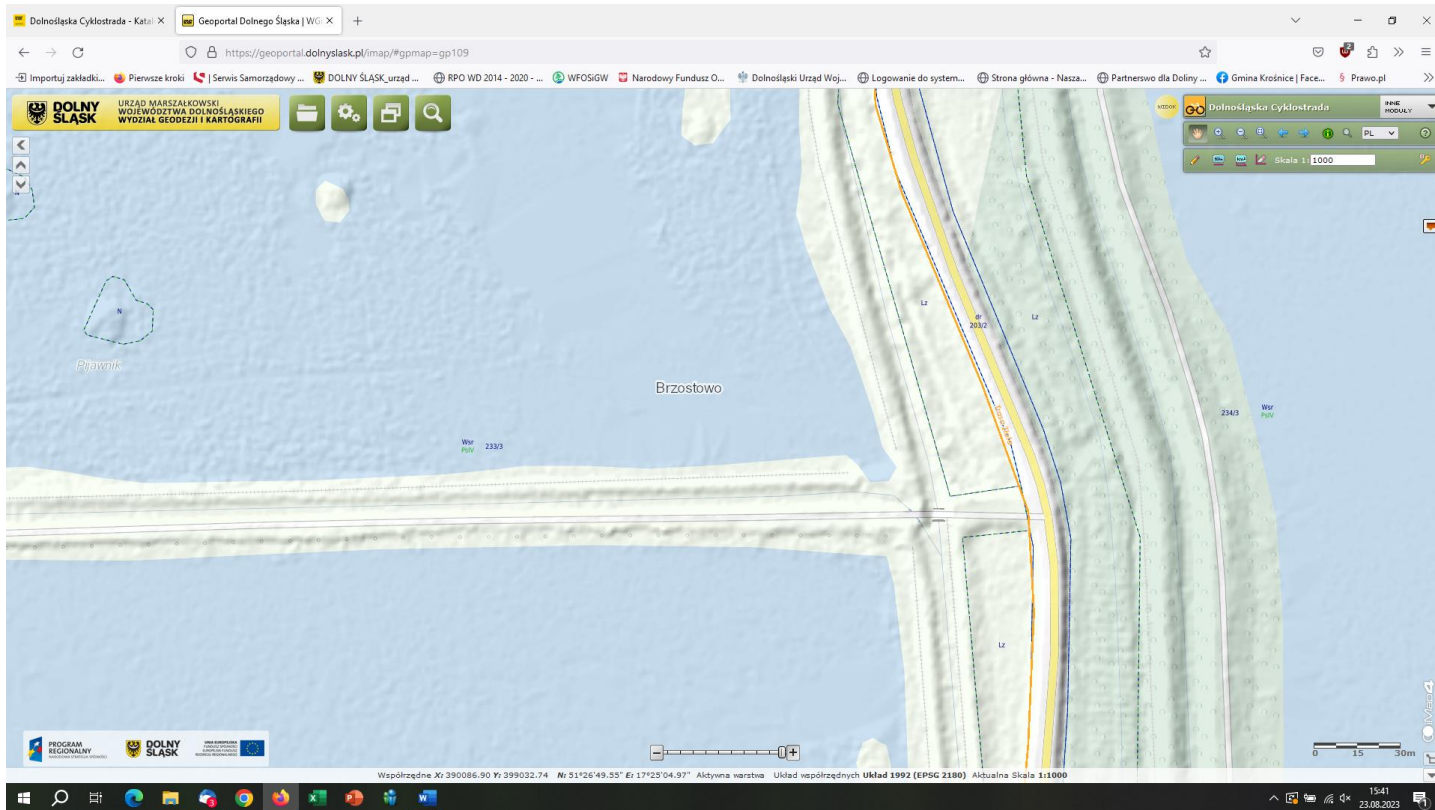 Dolnośląska Cyklostrada - Katal
Geoportal Dolnego Śląska | WGi
https://geoportal.dolnyslask.pl/imap/#gpmap=gp109
Importuj zakładki...
Pierwsze kroki
| Serwis Samorządowy ...
DOLNY ŚLĄSK_urząd ...
RPO WD 2014 - 2020 - ...
WFOSiGW
Narodowy Fundusz O...
Dolnośląski Urząd Woj...
Logowanie do system...
Strona główna - Nasza...
Partnerswo dla Doliny ...
Gmina Krośnice | Face...
Prawo.pl
DOLNY
ŚLĄSK
URZĄD MARSZAŁKOWSKI
WOJEWÓDZTWA DOLNOŚLĄSKIEGO
WYDZIAŁ GEODEZJI I KARTOGRAFII
Dolnośląska Cyklostrada
INNE
MODUŁY
PL
Skala 1: 1000
N
Pijawnik
Brzostowo
Wsr
PsIV
233/3
Lz
dr
203/2
Lz
234/3
Wsr
PsIV
Lz
PROGRAM
REGIONALNY
DOLNY
ŚLĄSK
0 15 30m
iMap4
Współrzędne X: 390086.90 Y: 399032.74 N: 51°26'49.55" E: 17°25'04.97" Aktywna warstwa Układ współrzędnych Układ 1992 (EPSG 2180) Aktualna Skala 1:1000
15:41
23.08.2023